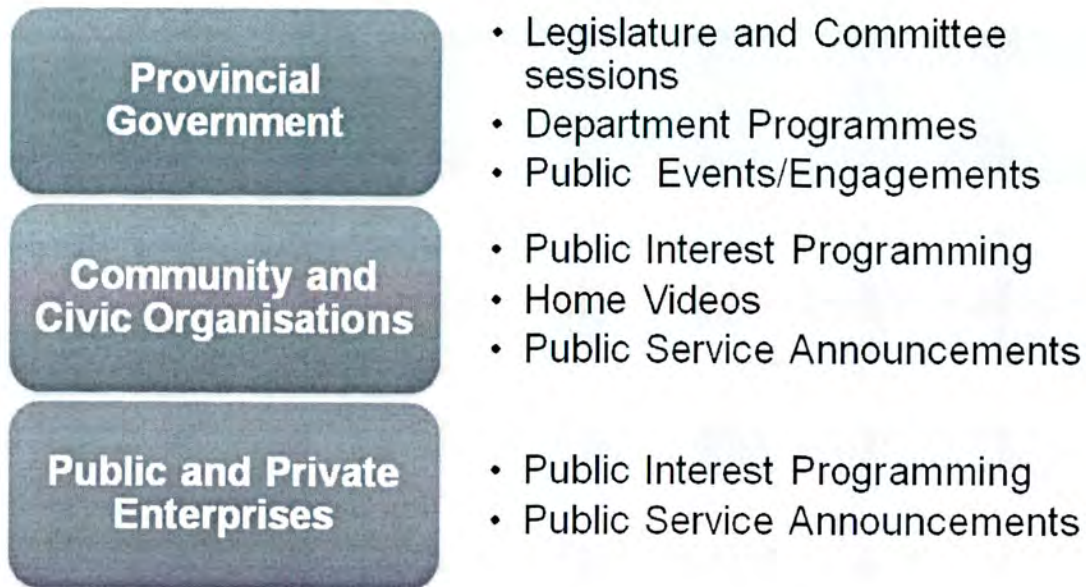 Provincial
Government
• Legislature and Committee
sessions
• Department Programmes
• Public Events/Engagements
Community and
Civic Organisations
• Public Interest Programming
• Home Videos
• Public Service Announcements
Public and Private
Enterprises
• Public Interest Programming
• Public Service Announcements